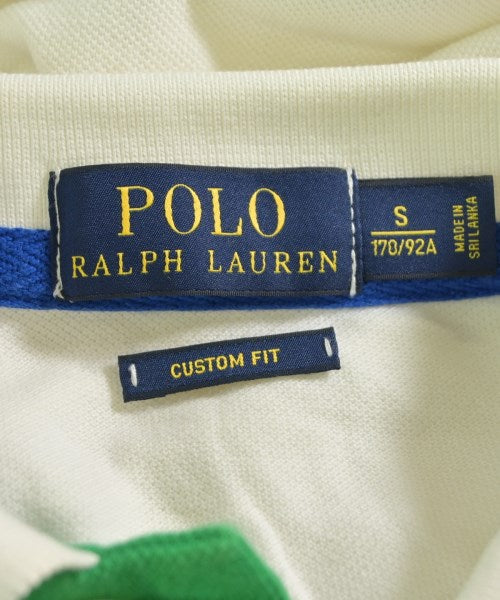 POLO
RALPH LAUREN
S
170/92A
MADE IN
SRI LANKA
CUSTOM FIT